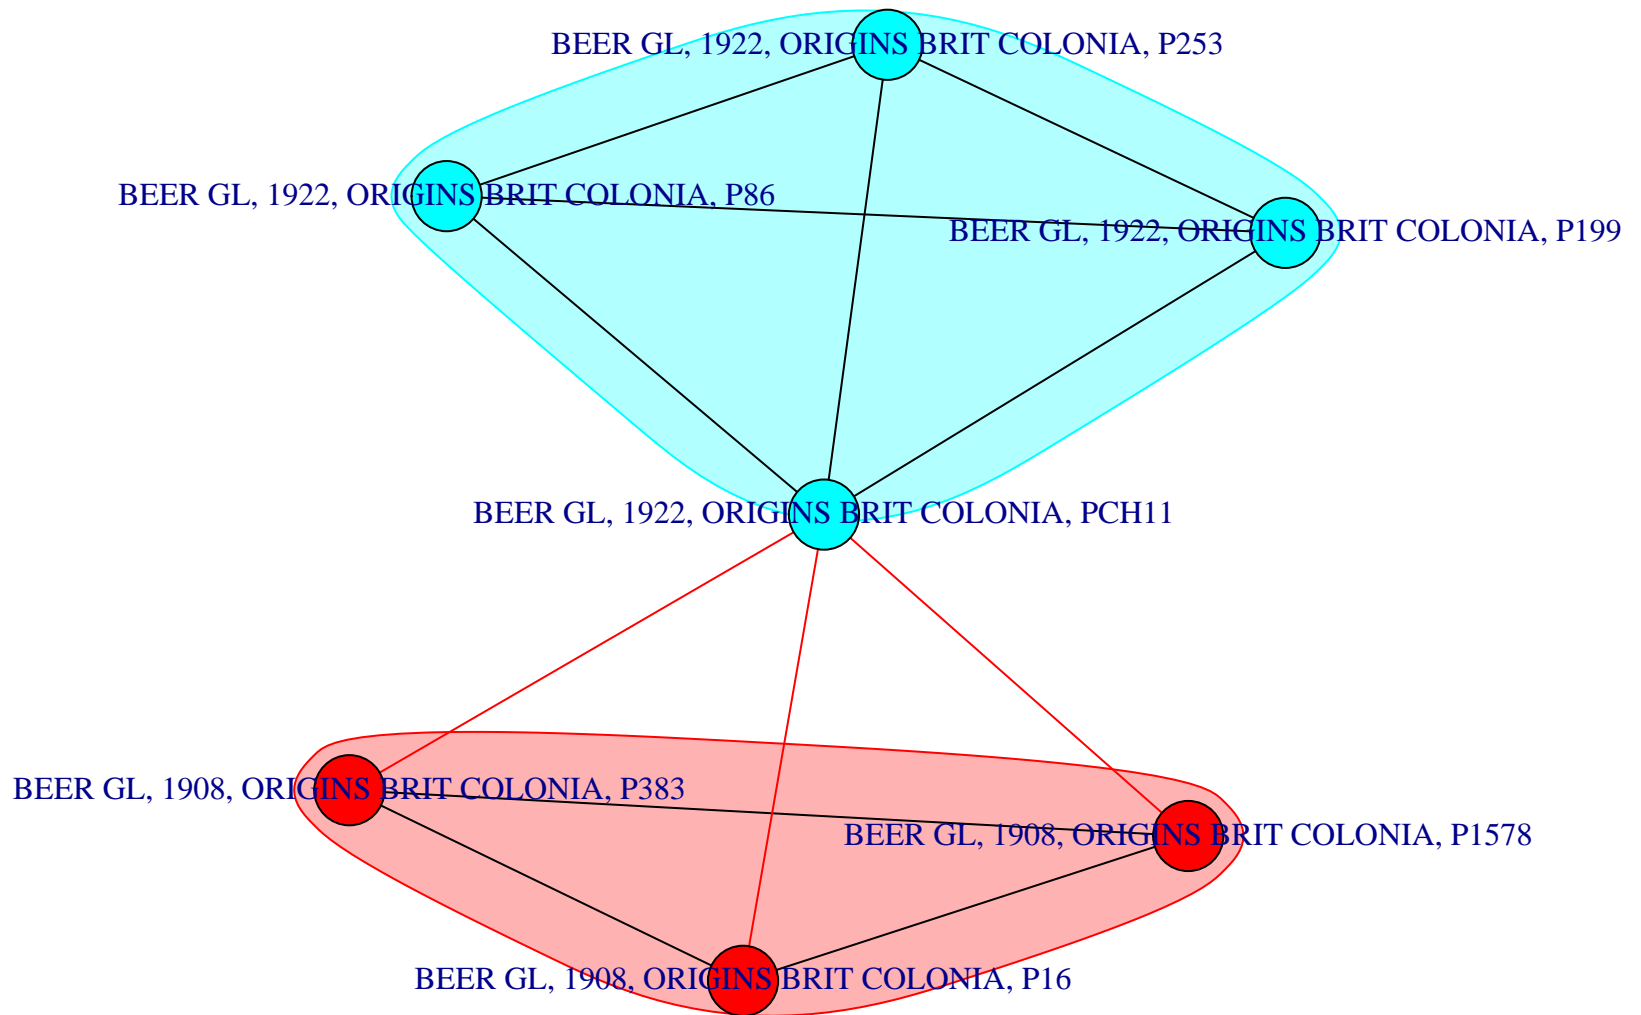 BEER GL, 1922, ORIGINS BRIT COLONIA, P253
BEER GL, 1922, ORIGINS BRIT COLONIA, P86
BEER GL, 1922, ORIGINS BRIT COLONIA, P199
BEER GL, 1922, ORIGINS BRIT COLONIA, PCH11
BEER GL, 1908, ORIGINS BRIT COLONIA, P383
BEER GL, 1908, ORIGINS BRIT COLONIA, P1578
BEER GL, 1908, ORIGINS BRIT COLONIA, P16